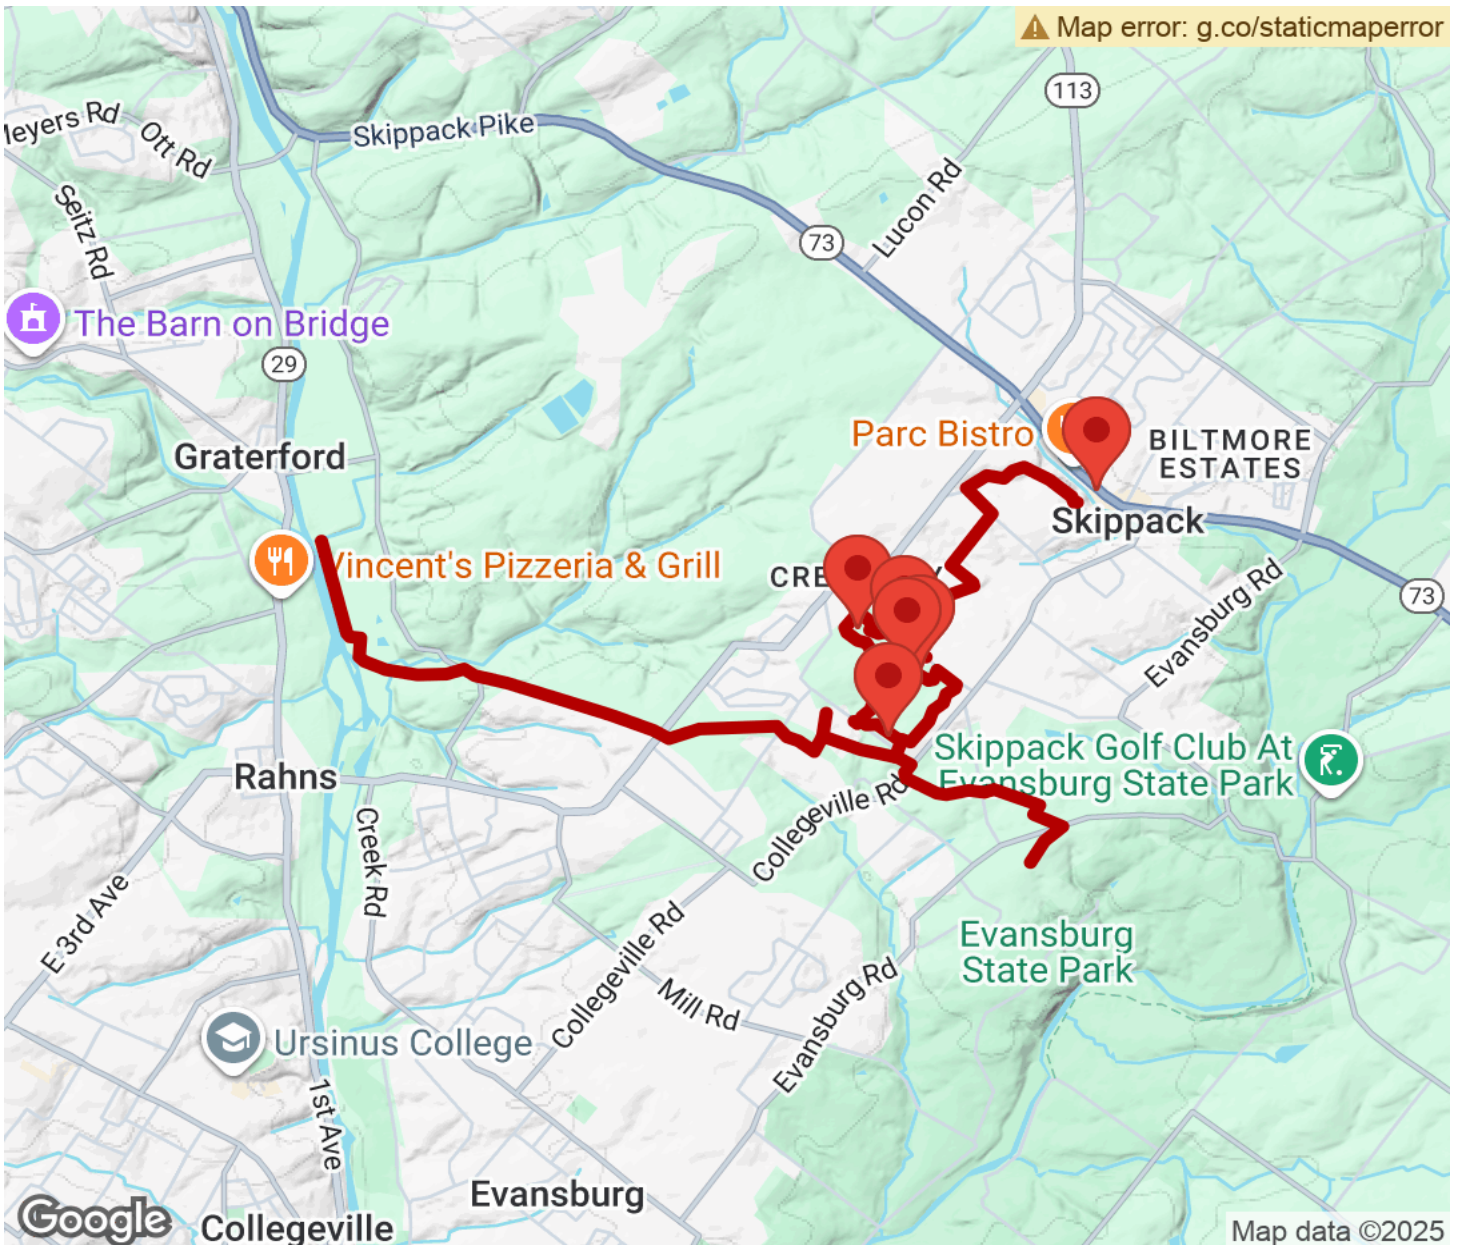 Map error: g.co/staticmaperror
113
Skippack Pike
Ott Rd
Seitz Rd
Lucon Rd
73
The Barn on Bridge
29
Parc Bistro
BILTMORE
ESTATES
Graterford
Skippack
Vincent's Pizzeria & Grill
73
Evansburg Rd
Skippack Golf Club At
Evansburg State Park
Rahns
Collegeville Rd
Creek Rd
E 3rd Ave
Evansburg
State Park
Collegeville Rd
Mill Rd
Evansburg Rd
Ursinus College
1st Ave
Evansburg
Google
Collegeville
Map data ©2025